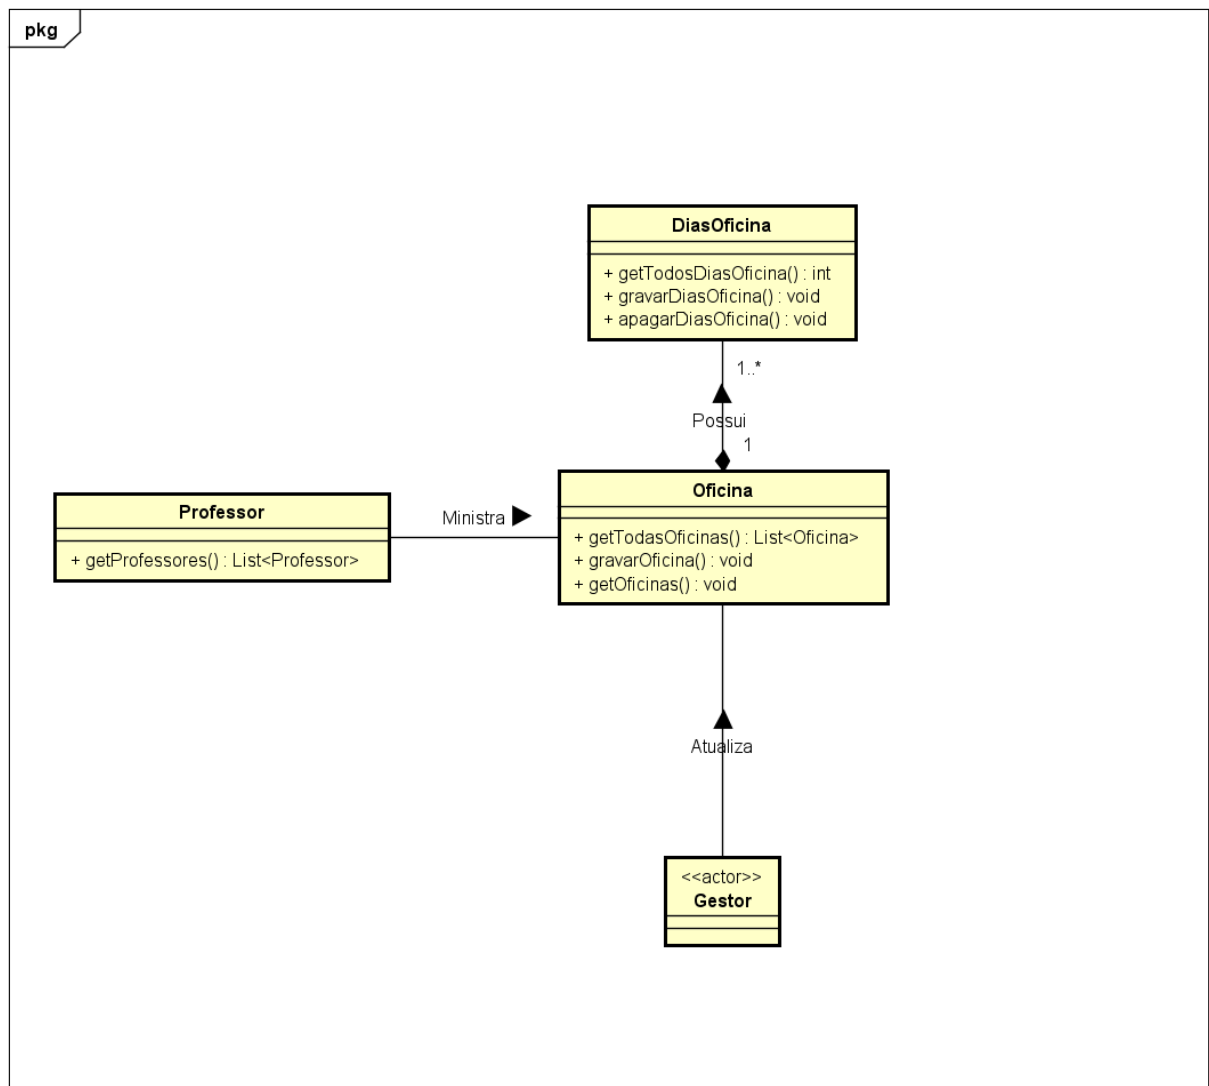 pkg
DiasOficina
+ getTodosDiasOficina() : int
+ gravarDiasOficina() : void
+ apagarDiasOficina() : void
1..*
Possui
1
Professor
+ getProfessores() : List<Professor>
Ministra
Oficina
+ getTodasOficinas() : List<Oficina>
+ gravarOficina() : void
+ getOficinas() : void
Atualiza
<<actor>>
Gestor